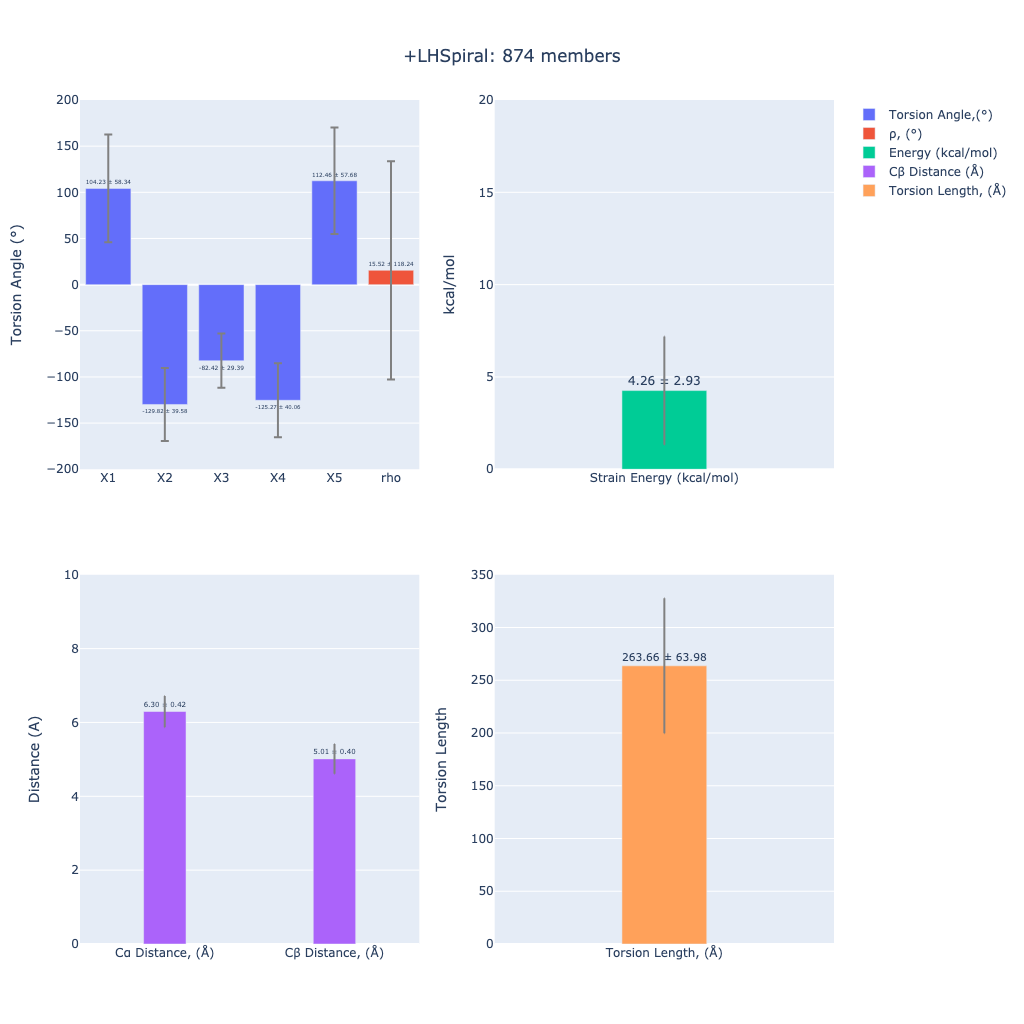 +LHSpiral: 874 members
200
150
100
50
0
−50
−100
−150
−200
Torsion Angle (°)
104.23 ± 58.34
-129.82 ± 39.58
-82.42 ± 29.39
-125.27 ± 40.06
112.46 ± 57.68
15.52 ± 118.24
X1
X2
X3
X4
X5
rho
20
15
10
5
0
kcal/mol
4.26 ± 2.93
Strain Energy (kcal/mol)
Torsion Angle,(°)
ρ, (°)
Energy (kcal/mol)
Cβ Distance (Å)
Torsion Length, (Å)
10
8
6
4
2
0
Distance (A)
6.30 ± 0.42
5.01 ± 0.40
Cα Distance, (Å)
Cβ Distance, (Å)
350
300
250
200
150
100
50
0
Torsion Length
263.66 ± 63.98
Torsion Length, (Å)